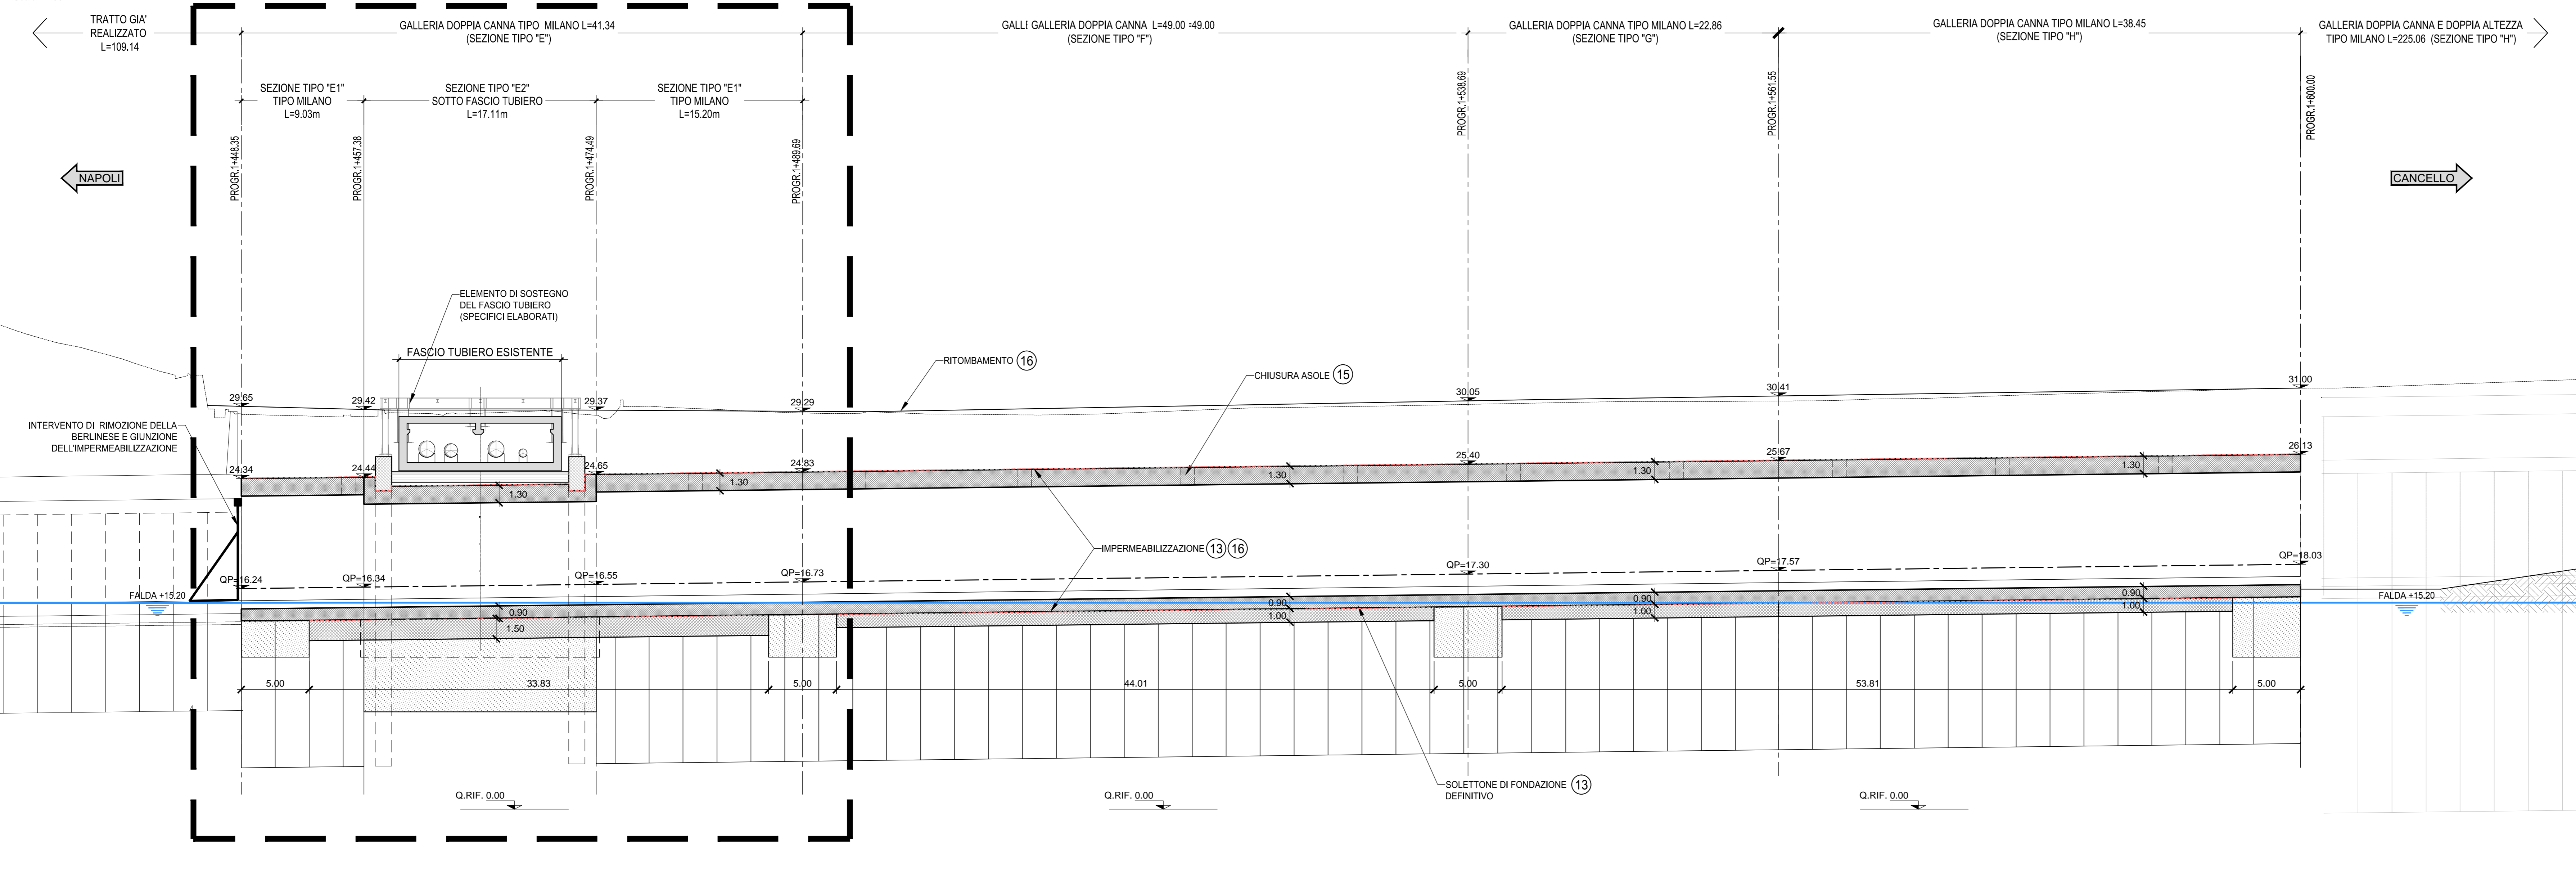 TRATTO GIA'
REALIZZATO
L=109.14
GALLERIA DOPPIA CANNA TIPO MILANO L=41.34
(SEZIONE TIPO "E")
GALLERIA DOPPIA CANNA L=49.00
(SEZIONE TIPO "F")
GALLERIA DOPPIA CANNA TIPO MILANO L=22.86
(SEZIONE TIPO "G")
GALLERIA DOPPIA CANNA TIPO MILANO L=38.45
(SEZIONE TIPO "H")
GALLERIA DOPPIA CANNA E DOPPIA ALTEZZA
TIPO MILANO L=225.06 (SEZIONE TIPO "H")
SEZIONE TIPO "E1"
TIPO MILANO
L=9.03m
SEZIONE TIPO "E2"
SOTTO FASCIO TUBIERO
L=17.11m
SEZIONE TIPO "E1"
TIPO MILANO
L=15.20m
PROGR.1+448.35
PROGR.1+457.38
PROGR.1+474.49
PROGR.1+489.69
PROGR.1+538.69
PROGR.1+561.55
PROGR.1+600.00
NAPOLI
CANCELLO
ELEMENTO DI SOSTEGNO
DEL FASCIO TUBIERO
(SPECIFICI ELABORATI)
FASCIO TUBIERO ESISTENTE
RITOMBAMENTO 16
CHIUSURA ASOLE 15
29.65
29.42
29.37
29.29
30.05
30.41
31.00
INTERVENTO DI RIMOZIONE DELLA
BERLINESE E GIUNZIONE
DELL'IMPERMEABILIZZAZIONE
24.34
24.44
24.65
24.83
25.40
25.67
26.13
1.30
1.30
1.30
1.30
1.30
IMPERMEABILIZZAZIONE 13 16
QP=16.24
QP=16.34
QP=16.55
QP=16.73
QP=17.30
QP=17.57
QP=18.03
FALDA +15.20
FALDA +15.20
0.90
1.50
0.90
1.00
0.90
1.00
0.90
1.00
5.00
33.83
5.00
44.01
5.00
53.81
5.00
SOLETTONE DI FONDAZIONE 13
DEFINITIVO
Q.RIF. 0.00
Q.RIF. 0.00
Q.RIF. 0.00